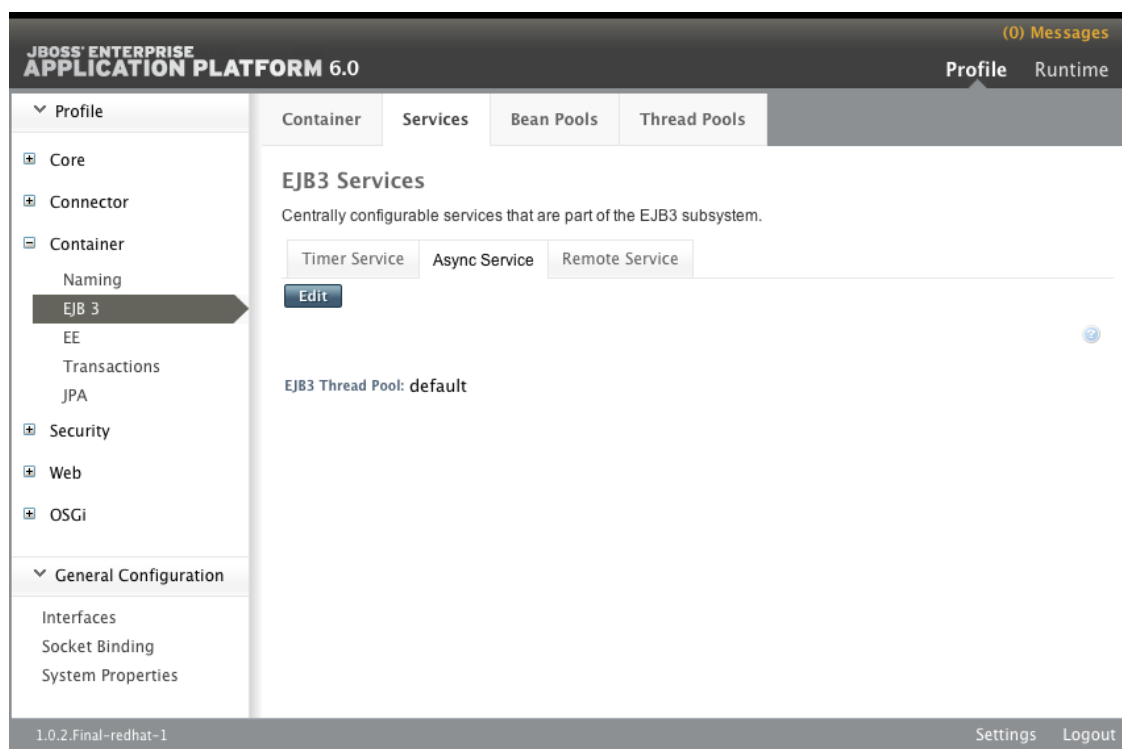 (0) Messages
JBOSS® ENTERPRISE
APPLICATION PLATFORM 6.0
Profile Runtime
Profile
Core
Connector
Container
Naming
EJB 3
EE
Transactions
JPA
Security
Web
OSGi
General Configuration
Interfaces
Socket Binding
System Properties
Container Services Bean Pools Thread Pools
EJB3 Services
Centrally configurable services that are part of the EJB3 subsystem.
Timer Service Async Service Remote Service
Edit
EJB3 Thread Pool: default
1.0.2.Final-redhat-1
Settings Logout